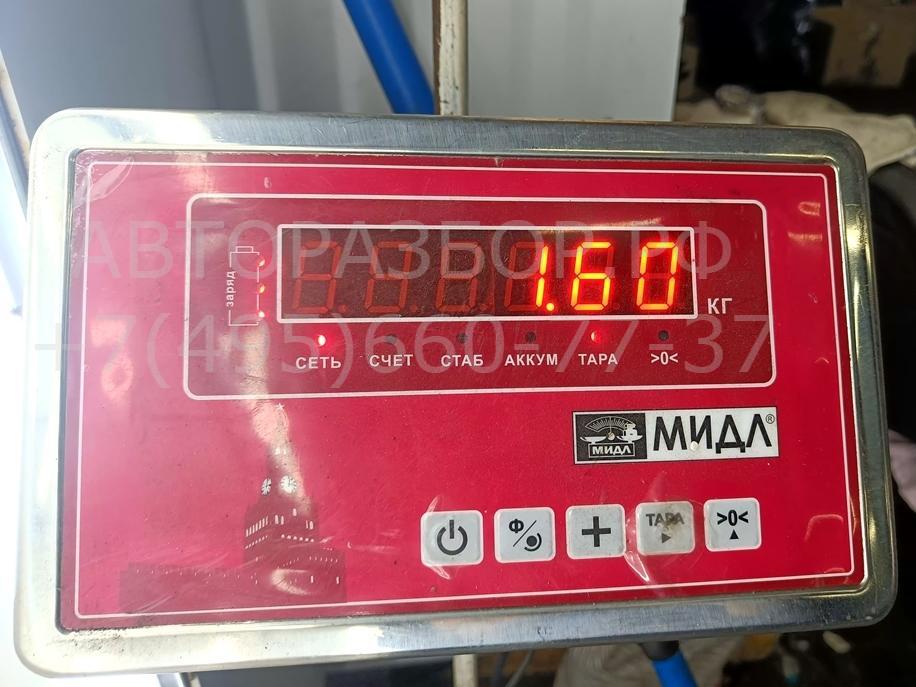 АВТОРАЗБОР.РФ
+7(495)660-77-37
заряд
1.60
КГ
СЕТЬ СЧЕТ СТАБ АККУМ ТАРА >0<
МИДЛ МИДЛ®
Ф
+ ТАРА >0<